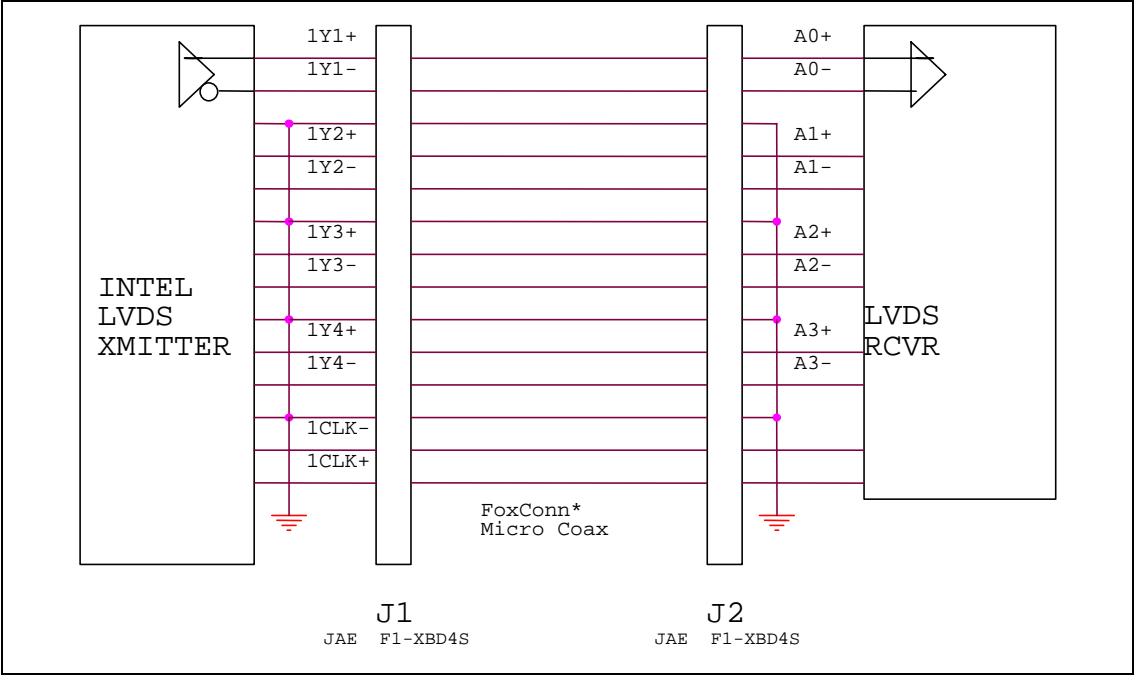 1Y1+
A0+
1Y1-
A0-
1Y2+
A1+
1Y2-
A1-
1Y3+
A2+
1Y3-
A2-
INTEL
LVDS
XMITTER
LVDS
RCVR
1Y4+
A3+
1Y4-
A3-
1CLK-
1CLK+
FoxConn*
Micro Coax
J1
J2
JAE F1-XBD4S
JAE F1-XBD4S